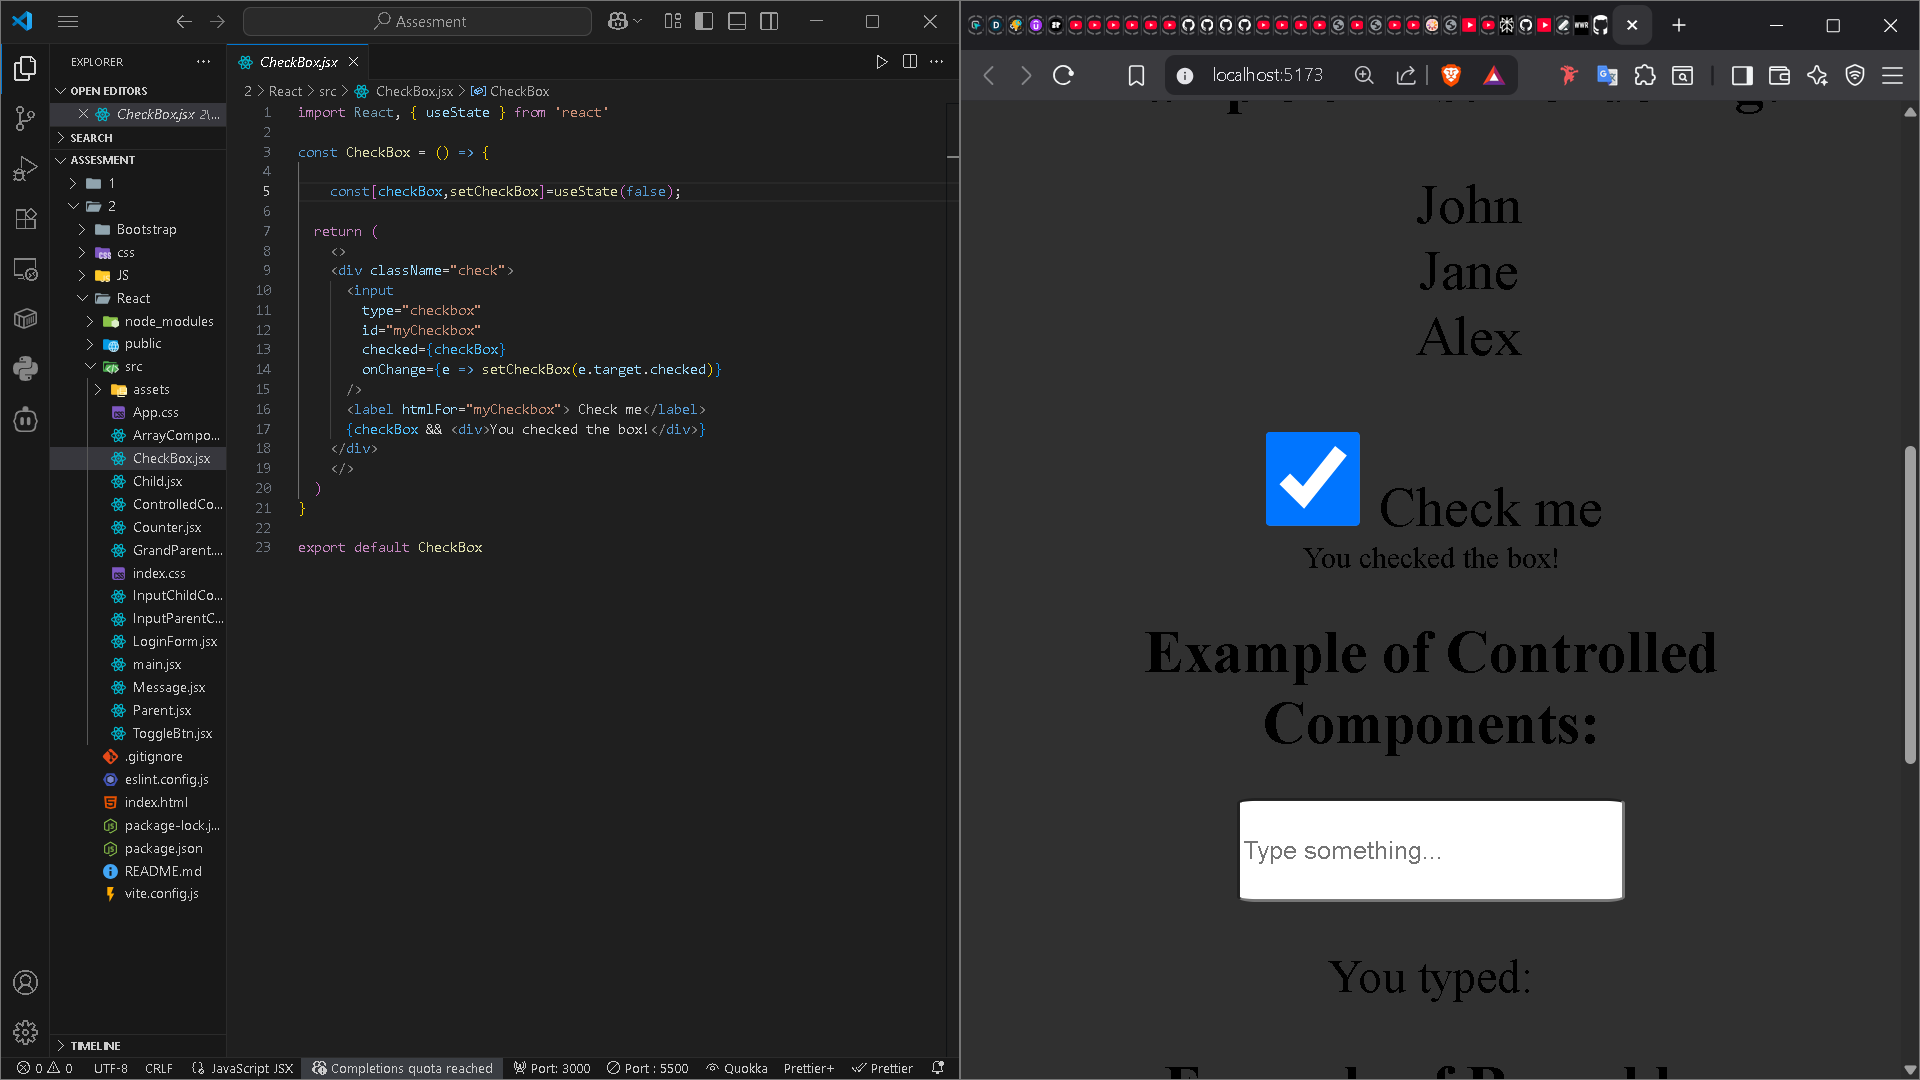 Assesment
EXPLORER
OPEN EDITORS
CheckBox.jsx 2\...
SEARCH
ASSESMENT
1
2
Bootstrap
css
JS
React
node_modules
public
src
assets
App.css
ArrayCompo...
CheckBox.jsx
Child.jsx
ControlledCo...
Counter.jsx
GrandParent....
index.css
InputChildCo...
InputParentC...
LoginForm.jsx
main.jsx
Message.jsx
Parent.jsx
ToggleBtn.jsx
.gitignore
eslint.config.js
index.html
package-lock.j...
package.json
README.md
vite.config.js
TIMELINE
CheckBox.jsx
2 > React > src > CheckBox.jsx > CheckBox
1 import React, { useState } from 'react'
2
3 const CheckBox = () => {
4
5 const[checkBox,setCheckBox]=useState(false);
6
7 return (
8 <>
9 <div className="check">
10 <input
11 type="checkbox"
12 id="myCheckbox"
13 checked={checkBox}
14 onChange={e => setCheckBox(e.target.checked)}
15 />
16 <label htmlFor="myCheckbox"> Check me</label>
17 {checkBox && <div>You checked the box!</div>}
18 </div>
19 </>
20 )
21 }
22
23 export default CheckBox
0 0 UTF-8 CRLF {} JavaScript JSX Completions quota reached Port: 3000 Port : 5500 Quokka Prettier+ Prettier
localhost:5173
John
Jane
Alex
Check me
You checked the box!
Example of Controlled
Components:
Type something...
You typed: